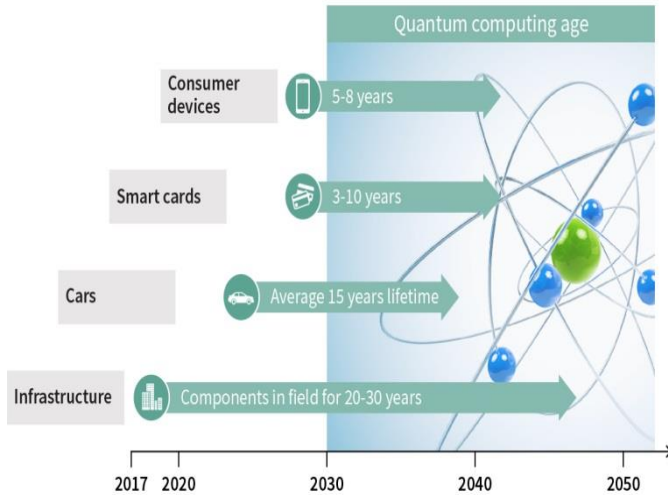 Quantum computing age
Consumer
devices
5-8 years
Smart cards
3-10 years
Cars
Average 15 years lifetime
Infrastructure
Components in field for 20-30 years
2017 2020 2030 2040 2050